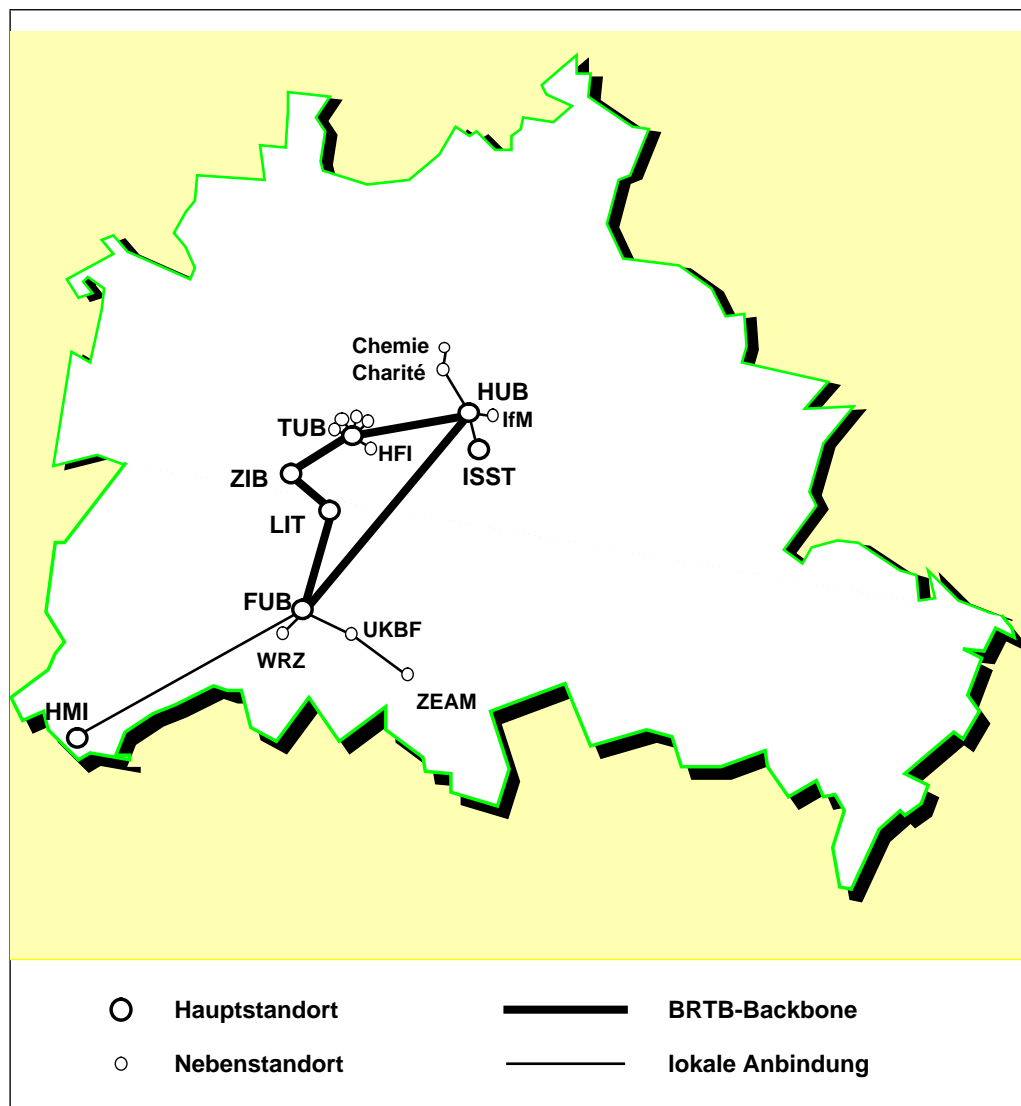 Chemie
Charité
HUB
IfM
TUB
HFI
ZIB
ISST
LIT
FUB
UKBF
WRZ
ZEAM
HMI
Hauptstandort
BRTB-Backbone
Nebenstandort
lokale Anbindung